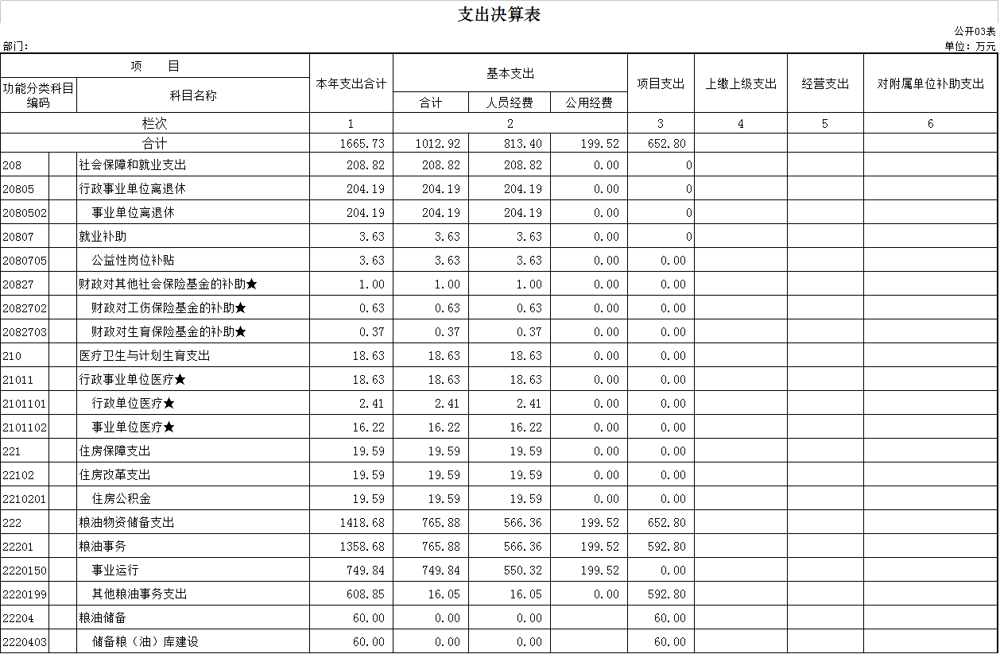 支出决算表
公开03表
部门： 单位：万元
项 目 本年支出合计 基本支出 项目支出 上缴上级支出 经营支出 对附属单位补助支出
功能分类科目编码 科目名称 合计 人员经费 公用经费
栏次 1 2 3 4 5 6
合计 1665.73 1012.92 813.40 199.52 652.80
208 社会保障和就业支出 208.82 208.82 208.82 0.00 0
20805 行政事业单位离退休 204.19 204.19 204.19 0.00 0
2080502 事业单位离退休 204.19 204.19 204.19 0.00 0
20807 就业补助 3.63 3.63 3.63 0.00 0
2080705 公益性岗位补贴 3.63 3.63 3.63 0.00 0.00
20827 财政对其他社会保险基金的补助★ 1.00 1.00 1.00 0.00 0.00
2082702 财政对工伤保险基金的补助★ 0.63 0.63 0.63 0.00 0.00
2082703 财政对生育保险基金的补助★ 0.37 0.37 0.37 0.00 0.00
210 医疗卫生与计划生育支出 18.63 18.63 18.63 0.00 0.00
21011 行政事业单位医疗★ 18.63 18.63 18.63 0.00 0.00
2101101 行政单位医疗★ 2.41 2.41 2.41 0.00 0.00
2101102 事业单位医疗★ 16.22 16.22 16.22 0.00 0.00
221 住房保障支出 19.59 19.59 19.59 0.00 0.00
22102 住房改革支出 19.59 19.59 19.59 0.00 0.00
2210201 住房公积金 19.59 19.59 19.59 0.00 0.00
222 粮油物资储备支出 1418.68 765.88 566.36 199.52 652.80
22201 粮油事务 1358.68 765.88 566.36 199.52 592.80
2220150 事业运行 749.84 749.84 550.32 199.52 0.00
2220199 其他粮油事务支出 608.85 16.05 16.05 0.00 592.80
22204 粮油储备 60.00 0.00 0.00 60.00
2220403 储备粮（油）库建设 60.00 0.00 0.00 60.00